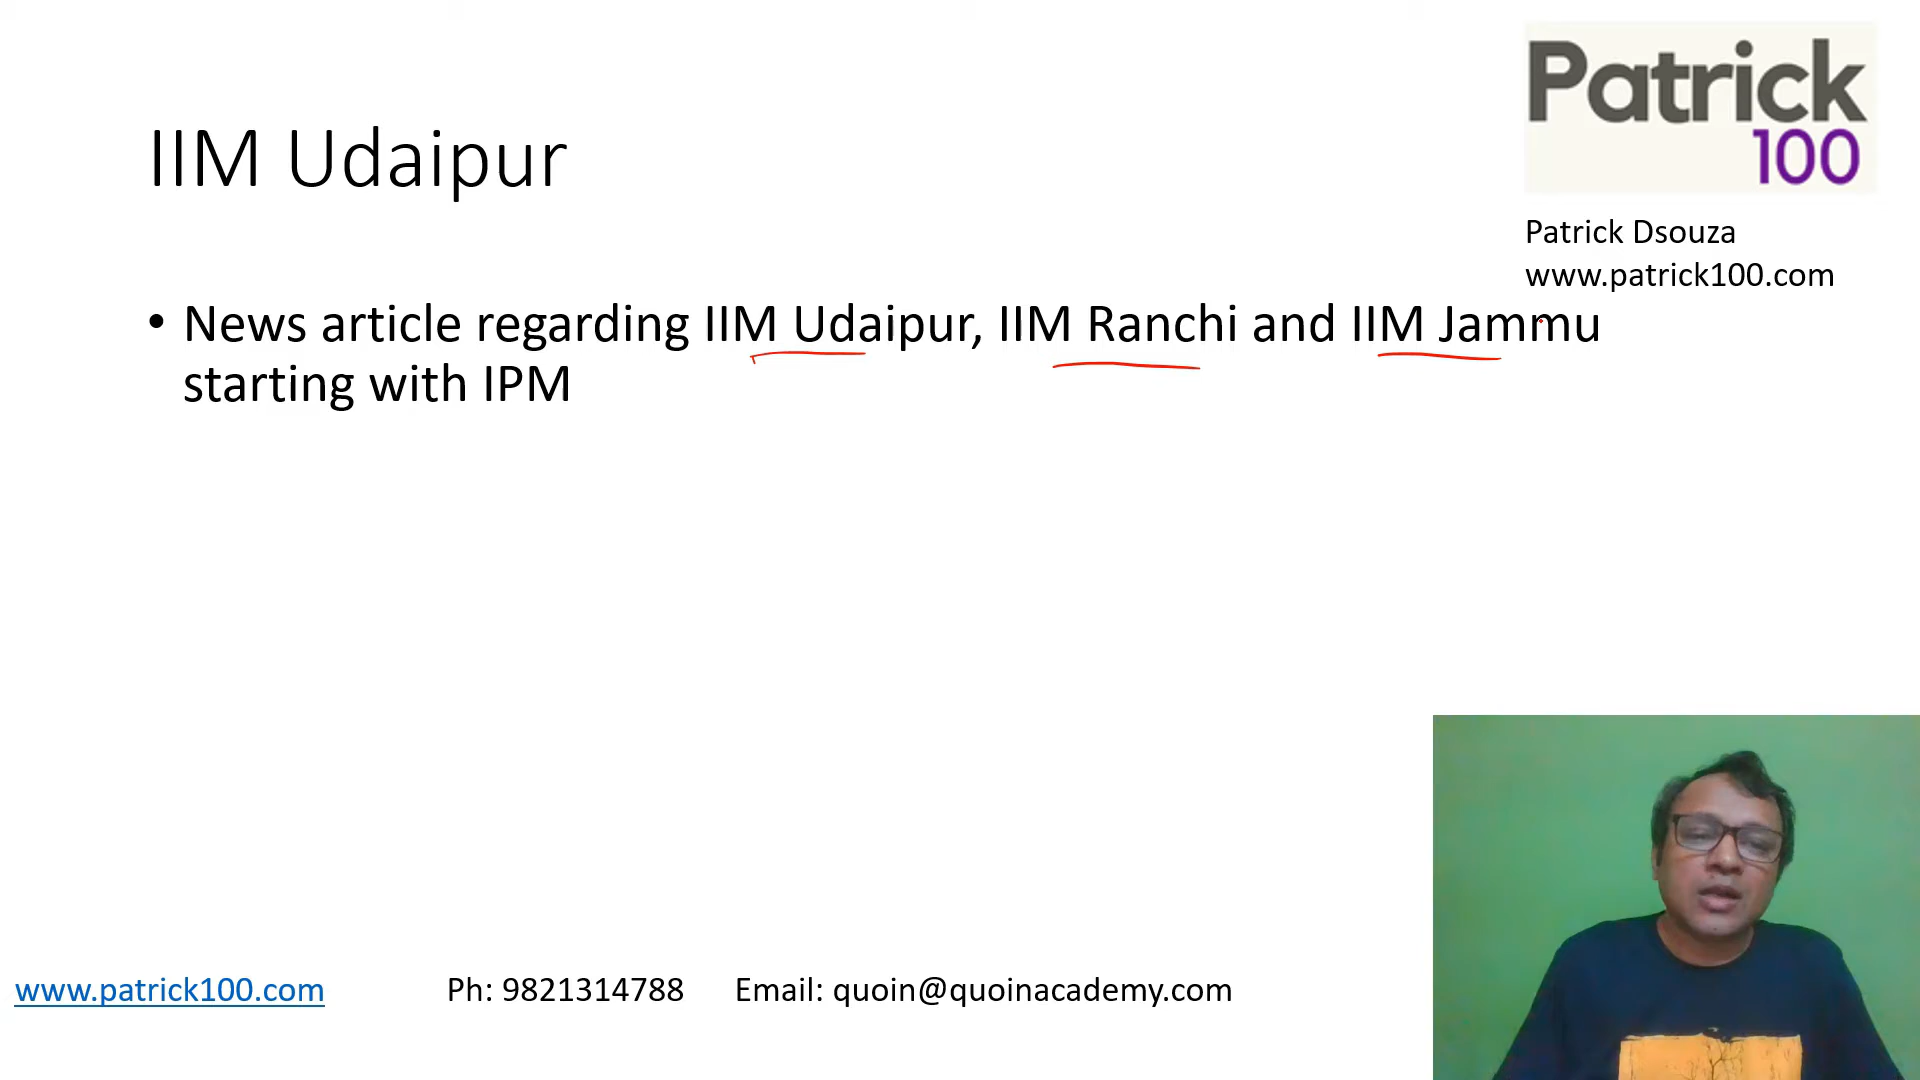 Patrick
100
IIM Udaipur
Patrick Dsouza
www.patrick100.com
• News article regarding IIM Udaipur, IIM Ranchi and IIM Jammu
starting with IPM
www.patrick100.com Ph: 9821314788 Email: quoin@quoinacademy.com